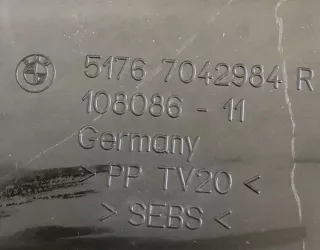 5176 7042984 R
108086 - 11
Germany
> PP TV20 <
> SEBS <